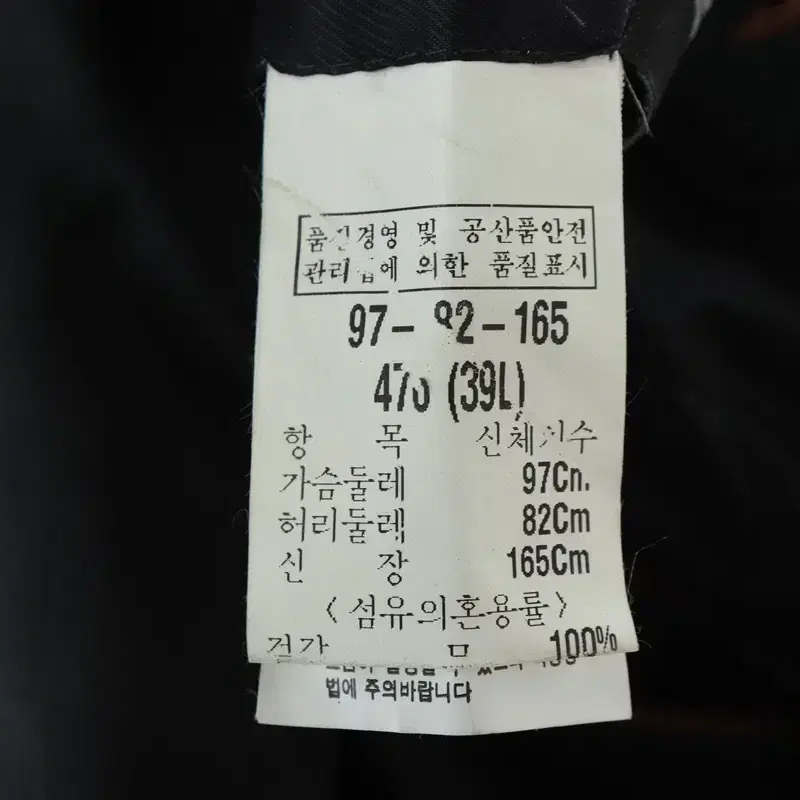 품질경영 및 공산품안전
관리법에 의한 품질표시
97-82-165
(39L)
항 목 신체치수
가슴둘레 97Cm
허리둘레 82Cm
신 장 165Cm
〈섬유의혼용률〉
겉감 모 100%
법에 주의바랍니다